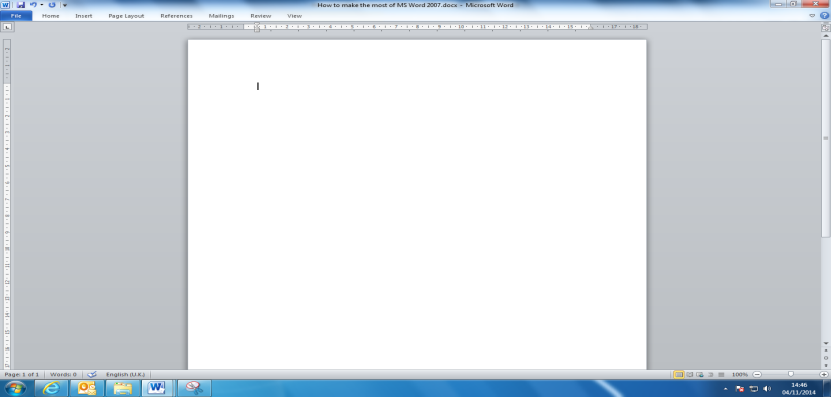 How to make the most of MS Word 2007.docx - Microsoft Word
File Home Insert Page Layout References Mailings Review View
Page: 1 of 1 Words: 0 English (U.K.) 100%
14:46
04/11/2014